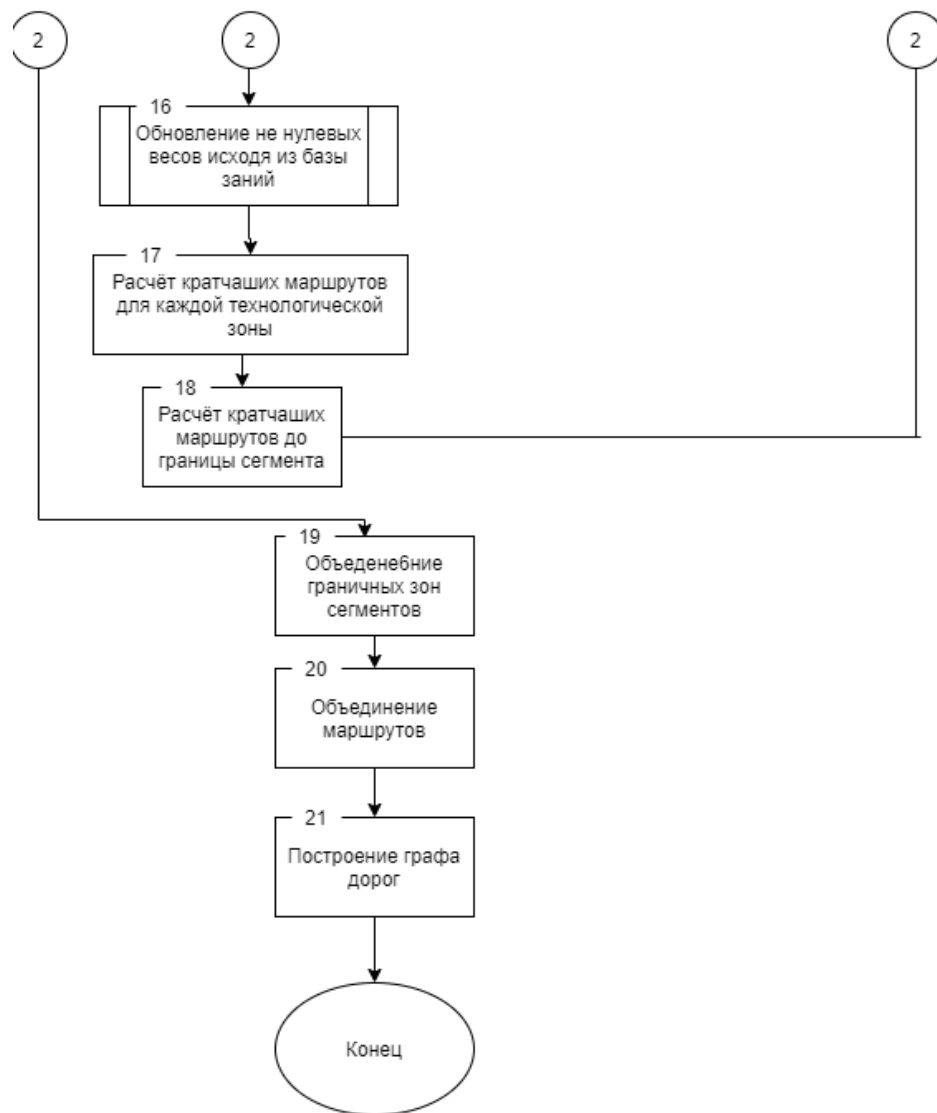 2
2
2
16
Обновление не нулевых
весов исходя из базы
заний
17
Расчёт кратчаших маршрутов
для каждой технологической
зоны
18
Расчёт кратчаших
маршрутов до
границы сегмента
19
Объеденебние
граничных зон
сегментов
20
Объединение
маршрутов
21
Построение графа
дорог
Конец